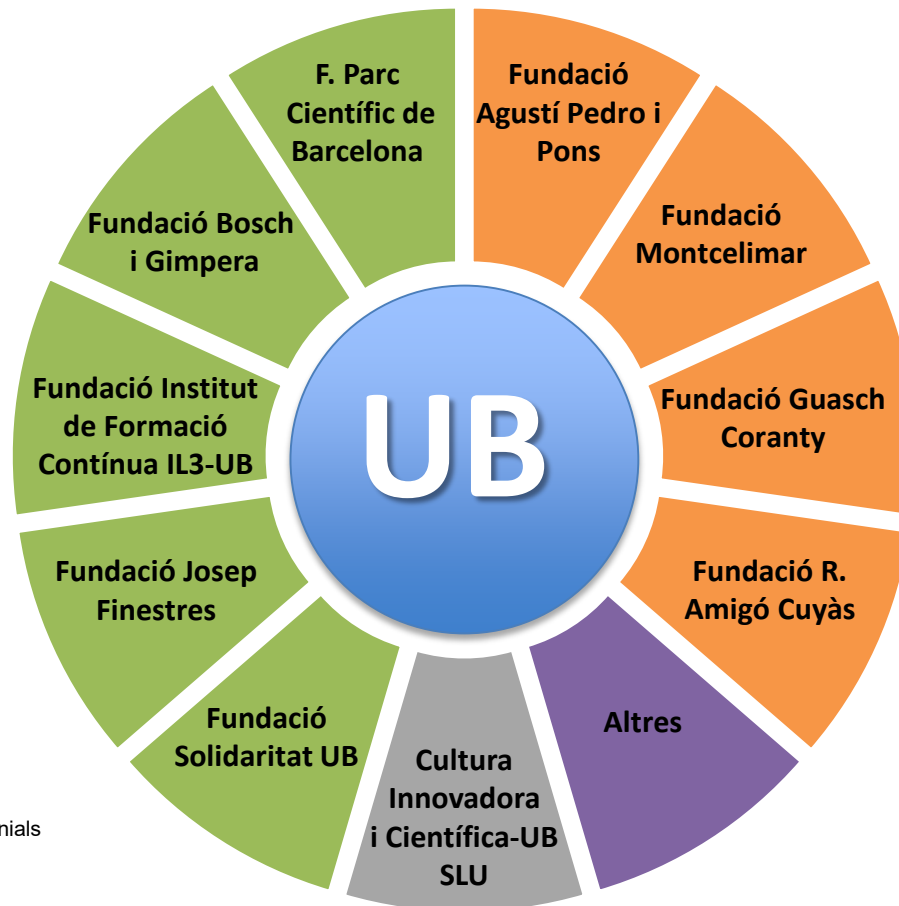 F. Parc
Científic de
Barcelona
Fundació
Agustí Pedro i
Pons
Fundació
Montcelimar
Fundació Guasch
Coranty
Fundació R.
Amigó Cuyàs
Altres
Cultura
Innovadora
i Científica-UB
SLU
Fundació
Solidaritat UB
Fundació Josep
Finestres
Fundació Institut
de Formació
Contínua IL3-UB
Fundació Bosch
i Gimpera
UB
nials